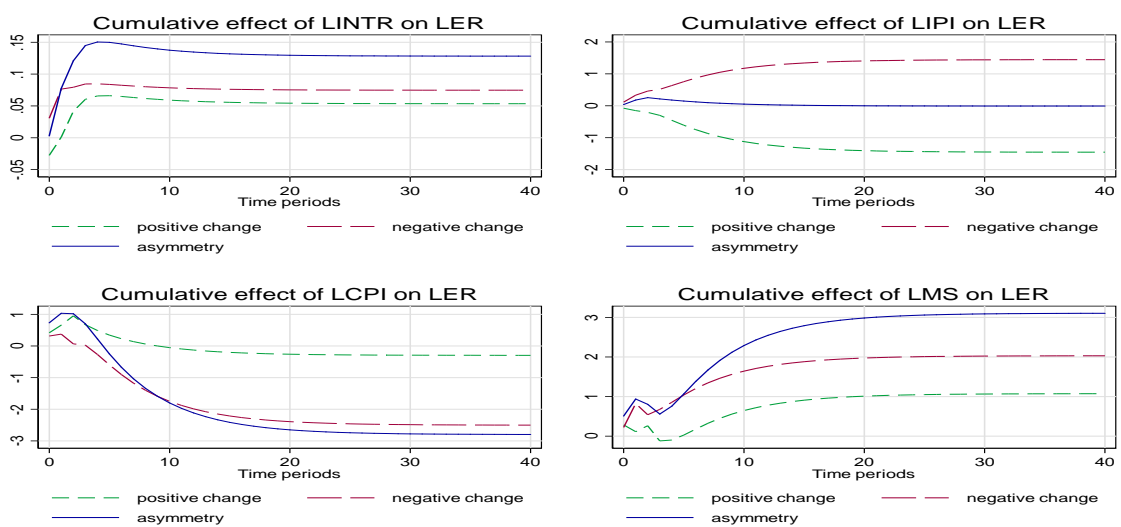 Cumulative effect of LINTR on LER
.15
.1
.05
0
-.05
0 10 20 30 40
Time periods
positive change negative change
asymmetry
Cumulative effect of LIPI on LER
2
1
0
-1
-2
0 10 20 30 40
Time periods
positive change negative change
asymmetry
Cumulative effect of LCPI on LER
1
0
-1
-2
-3
0 10 20 30 40
Time periods
positive change negative change
asymmetry
Cumulative effect of LMS on LER
3
2
1
0
0 10 20 30 40
Time periods
positive change negative change
asymmetry